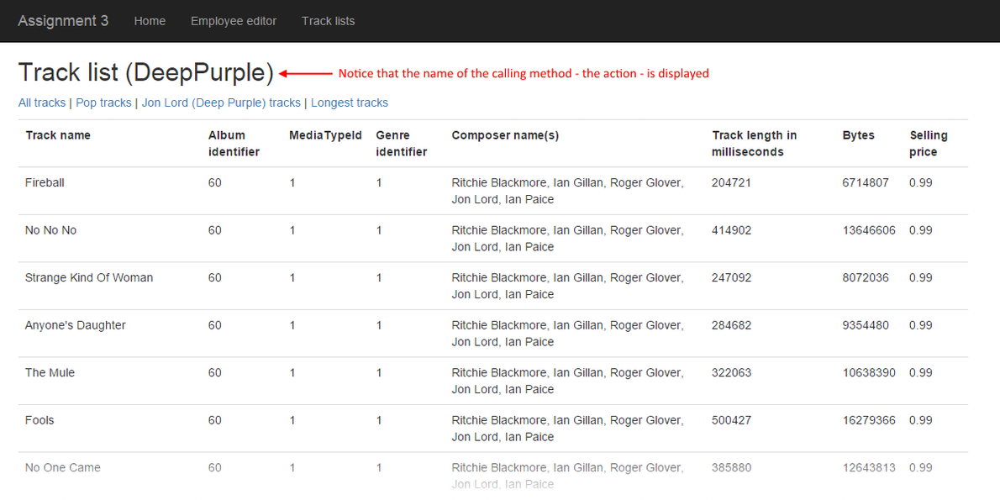 Assignment 3 Home Employee editor Track lists
Track list (DeepPurple) Notice that the name of the calling method - the action - is displayed
All tracks | Pop tracks | Jon Lord (Deep Purple) tracks | Longest tracks
Track name Album identifier MediaTypeId Genre identifier Composer name(s) Track length in milliseconds Bytes Selling price
Fireball 60 1 1 Ritchie Blackmore, Ian Gillan, Roger Glover, 204721 6714807 0.99
Jon Lord, Ian Paice
No No No 60 1 1 Ritchie Blackmore, Ian Gillan, Roger Glover, 414902 13646606 0.99
Jon Lord, Ian Paice
Strange Kind Of Woman 60 1 1 Ritchie Blackmore, Ian Gillan, Roger Glover, 247092 8072036 0.99
Jon Lord, Ian Paice
Anyone's Daughter 60 1 1 Ritchie Blackmore, Ian Gillan, Roger Glover, 284682 9354480 0.99
Jon Lord, Ian Paice
The Mule 60 1 1 Ritchie Blackmore, Ian Gillan, Roger Glover, 322063 10638390 0.99
Jon Lord, Ian Paice
Fools 60 1 1 Ritchie Blackmore, Ian Gillan, Roger Glover, 500427 16279366 0.99
Jon Lord, Ian Paice
No One Came 60 1 1 Ritchie Blackmore, Ian Gillan, Roger Glover, 385880 12643813 0.99
Jon Lord, Ian Paice